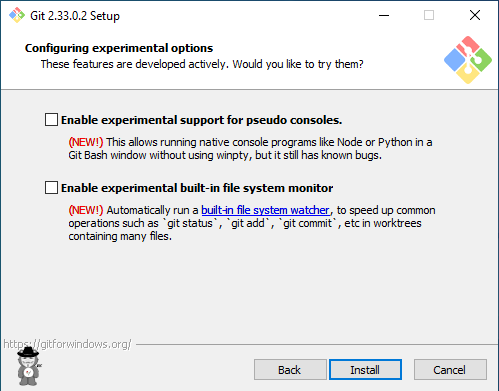 Git 2.33.0.2 Setup
Configuring experimental options
These features are developed actively. Would you like to try them?
Enable experimental support for pseudo consoles.
(NEW!) This allows running native console programs like Node or Python in a
Git Bash window without using winpty, but it still has known bugs.
Enable experimental built-in file system monitor
(NEW!) Automatically run a built-in file system watcher, to speed up common
operations such as `git status`, `git add`, `git commit`, etc in worktrees
containing many files.
https://gitforwindows.org/
Back
Install
Cancel